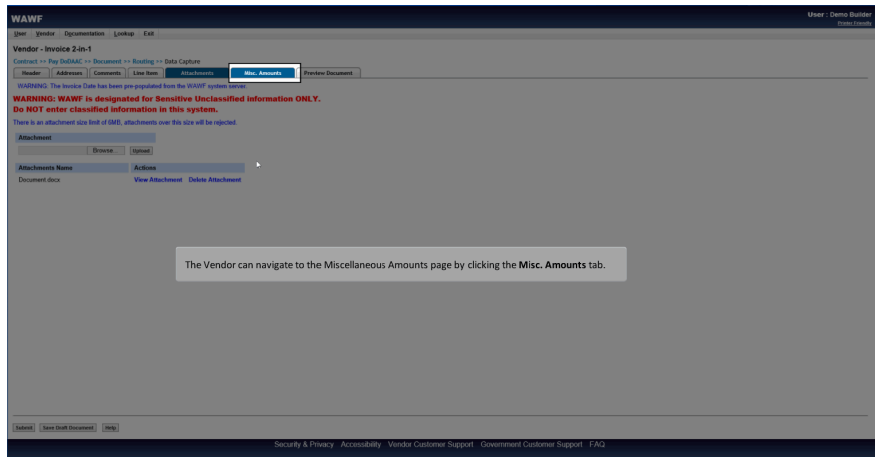 WAWF
User : Demo Builder
Printer Friendly
User Vendor Documentation Lookup Exit
Vendor - Invoice 2-in-1
Contract >> Pay DoDAAC >> Document >> Routing >> Data Capture
Header Addresses Comments Line Item Attachments Misc. Amounts Preview Document
WARNING: The Invoice Date has been pre-populated from the WAWF system server.
WARNING: WAWF is designated for Sensitive Unclassified information ONLY.
Do NOT enter classified information in this system.
There is an attachment size limit of 6MB, attachments over this size will be rejected.
Attachment
Browse... Upload
Attachments Name Actions
Document.docx View Attachment Delete Attachment
The Vendor can navigate to the Miscellaneous Amounts page by clicking the Misc. Amounts tab.
Submit Save Draft Document Help
Security & Privacy Accessibility Vendor Customer Support Government Customer Support FAQ